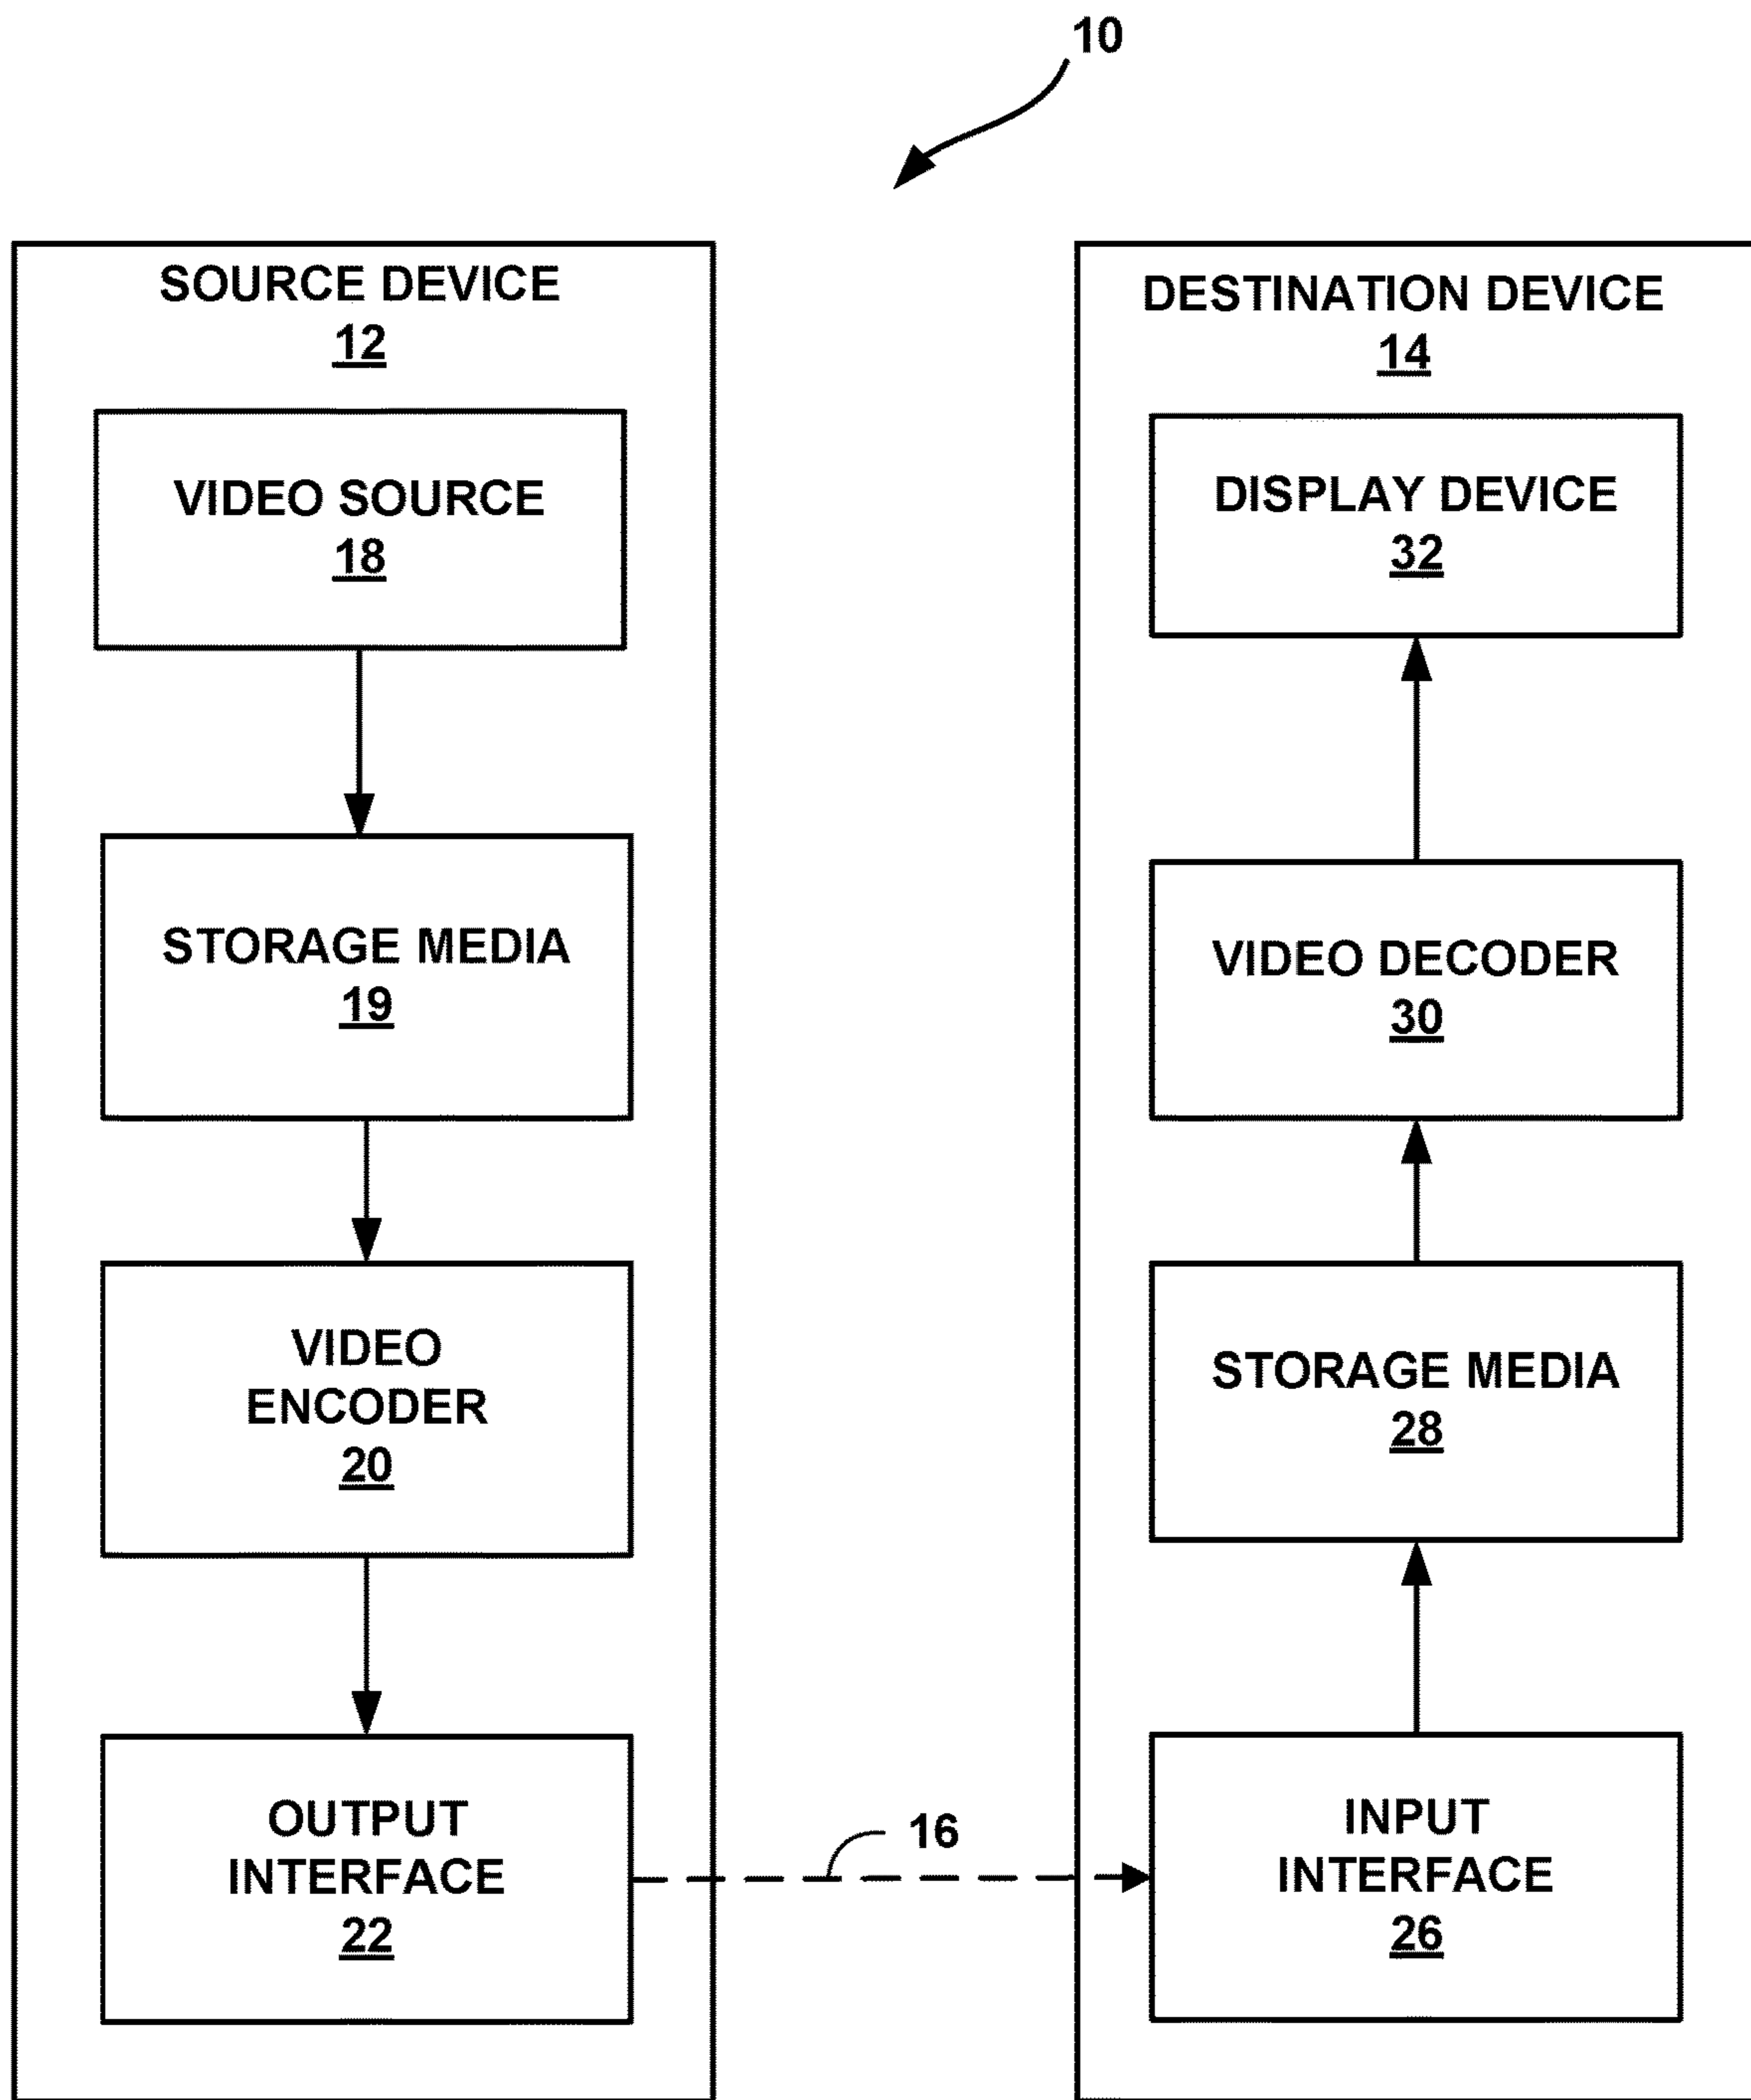 10
SOURCE DEVICE
12
VIDEO SOURCE
18
STORAGE MEDIA
19
VIDEO
ENCODER
20
OUTPUT
INTERFACE
22
16
DESTINATION DEVICE
14
DISPLAY DEVICE
32
VIDEO DECODER
30
STORAGE MEDIA
28
INPUT
INTERFACE
26